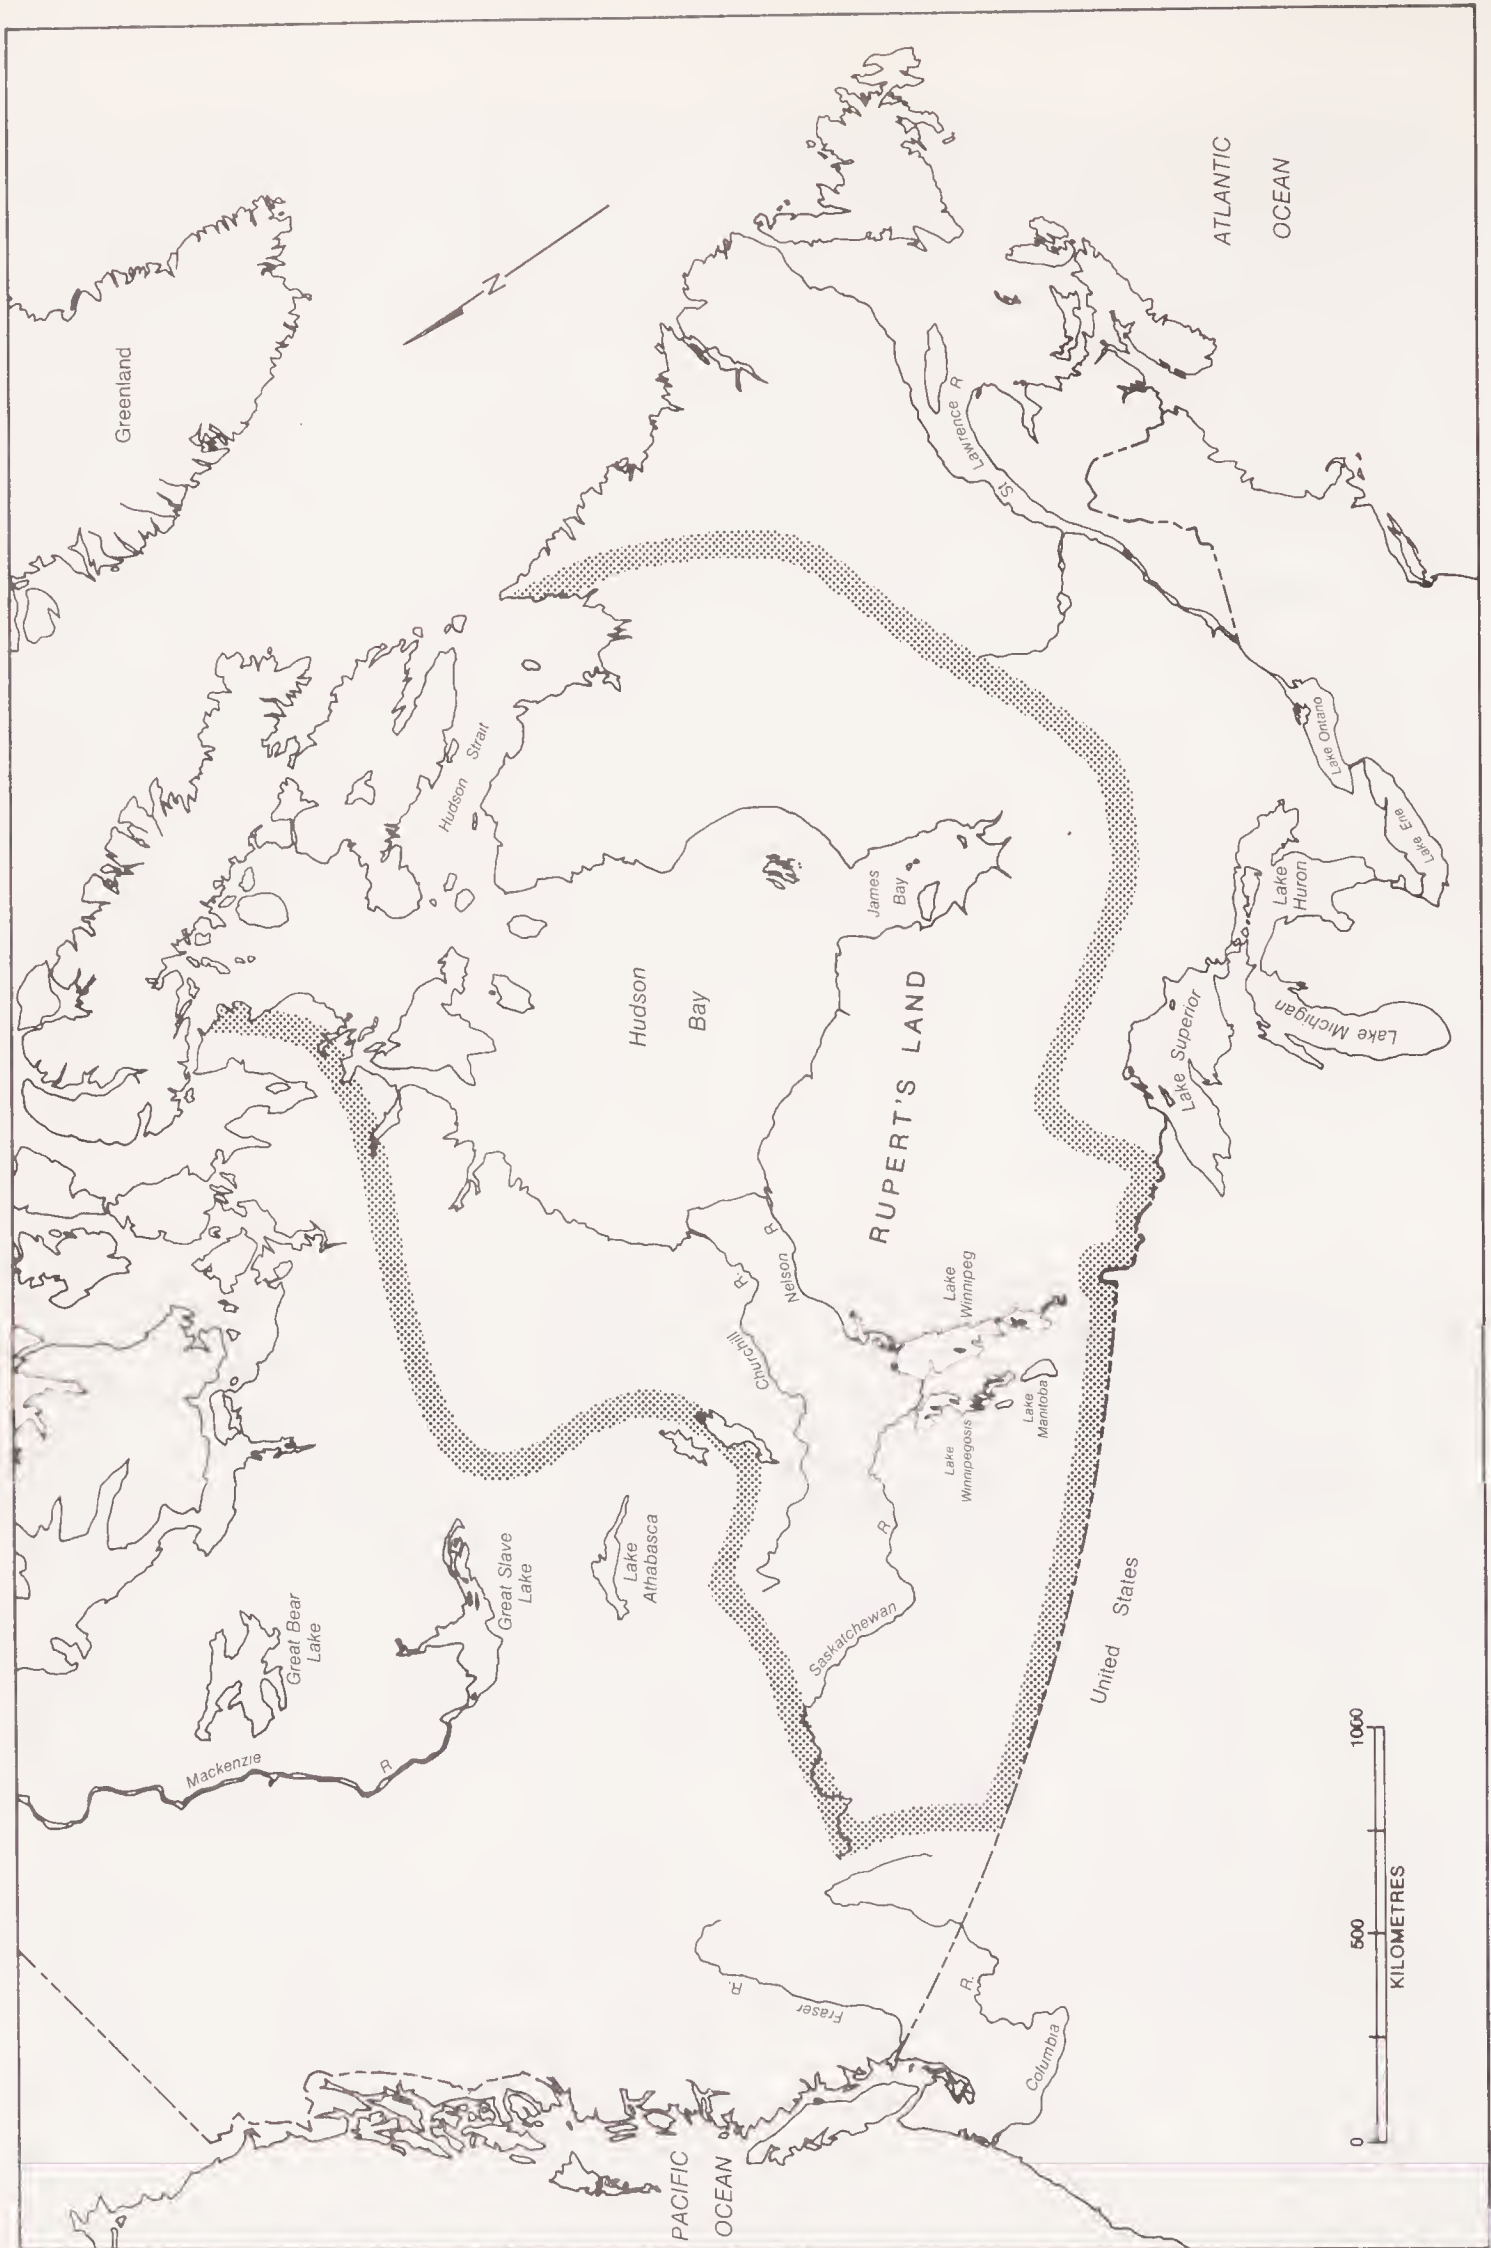 Greenland
N
ATLANTIC
OCEAN
St. Lawrence R
Hudson Strait
Lake Ontario
Lake Erie
Lake
Huron
Lake Michigan
Lake Superior
James
Bay
Hudson
Bay
RUPERT'S LAND
Nelson R
Churchill R.
Lake
Winnipeg
Lake
Manitoba
Lake
Winnipegosis
Saskatchewan R
Lake
Athabasca
Great Slave
Lake
Great Bear
Lake
Mackenzie R
United States
Fraser R.
Columbia R.
PACIFIC
OCEAN
0 500 1000
KILOMETRES